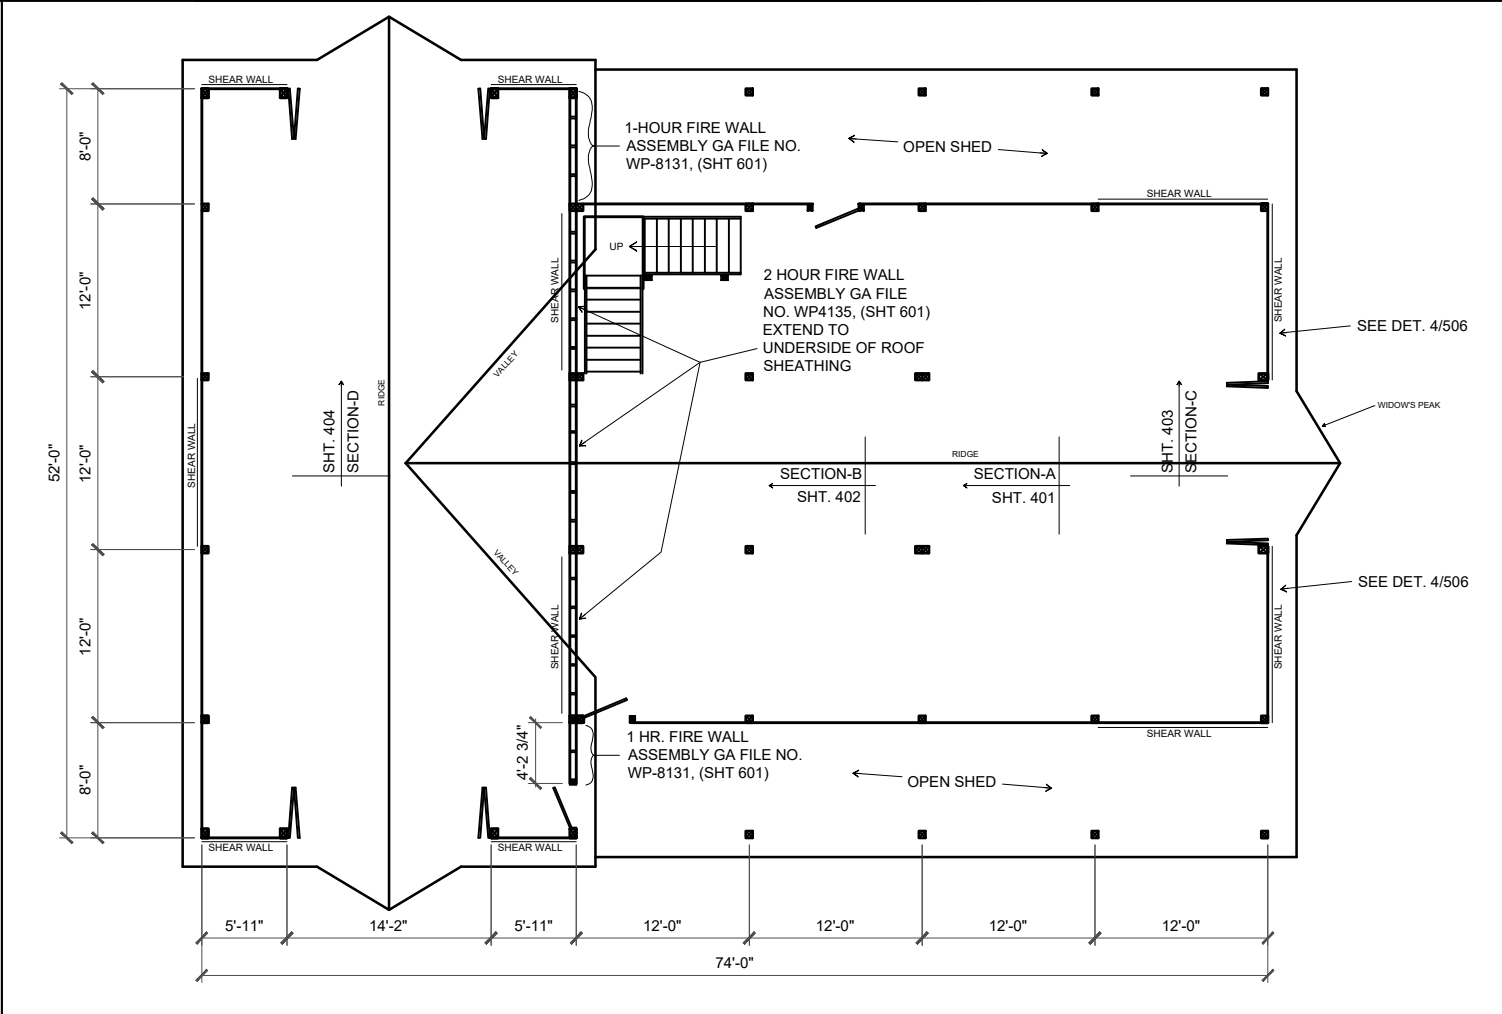 SHEAR WALL
SHEAR WALL
1-HOUR FIRE WALL
ASSEMBLY GA FILE NO.
WP-8131, (SHT 601)
OPEN SHED
8'-0"
SHEAR WALL
UP
SHEAR WALL
2 HOUR FIRE WALL
ASSEMBLY GA FILE
NO. WP4135, (SHT 601)
EXTEND TO
UNDERSIDE OF ROOF
SHEATHING
SHEAR WALL
12'-0"
SEE DET. 4/506
VALLEY
RIDGE
WIDOW'S PEAK
SHT. 404
SECTION-D
SHT. 403
SECTION-C
52'-0"
12'-0"
SHEAR WALL
RIDGE
SECTION-B
SHT. 402
SECTION-A
SHT. 401
VALLEY
SEE DET. 4/506
12'-0"
SHEAR WALL
SHEAR WALL
4'-2 3/4"
1 HR. FIRE WALL
ASSEMBLY GA FILE NO.
WP-8131, (SHT 601)
SHEAR WALL
OPEN SHED
8'-0"
SHEAR WALL
SHEAR WALL
5'-11"
14'-2"
5'-11"
12'-0"
12'-0"
12'-0"
12'-0"
74'-0"